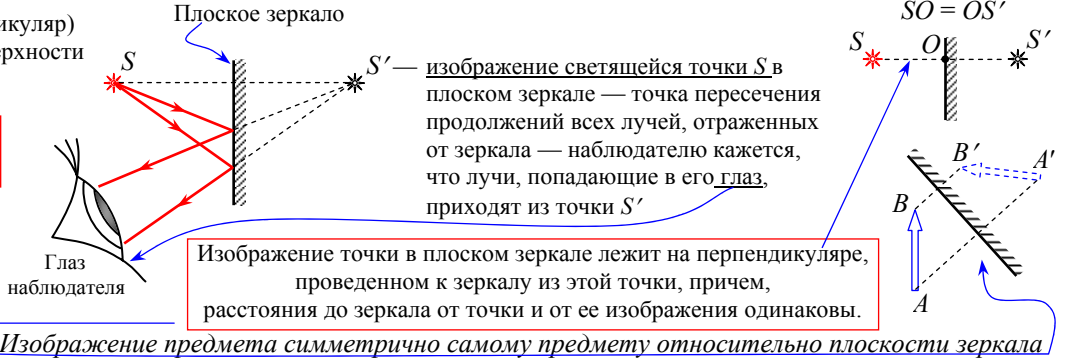 икуляр)
ерхности
Плоское зеркало
S
S′ — изображение светящейся точки S в
плоском зеркале — точка пересечения
продолжений всех лучей, отраженных
от зеркала — наблюдателю кажется,
что лучи, попадающие в его глаз,
приходят из точки S′
Глаз
наблюдателя
SO = OS′
S
O
S′
B′
A′
B
A
Изображение точки в плоском зеркале лежит на перпендикуляре,
проведенном к зеркалу из этой точки, причем,
расстояния до зеркала от точки и от ее изображения одинаковы.
Изображение предмета симметрично самому предмету относительно плоскости зеркала